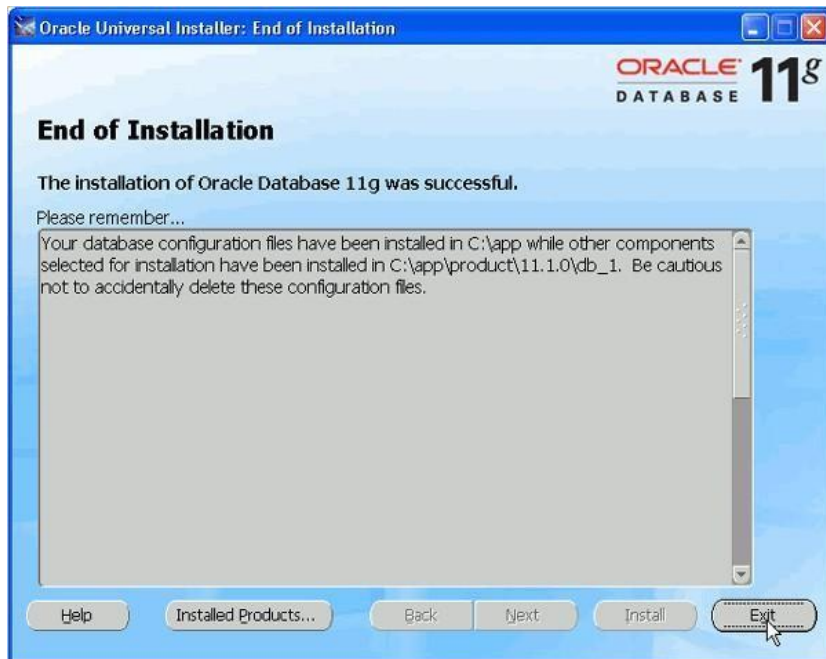 Oracle Universal Installer: End of Installation
ORACLE
DATABASE 11g
End of Installation
The installation of Oracle Database 11g was successful.
Please remember...
Your database configuration files have been installed in C:\app while other components
selected for installation have been installed in C:\app\product\11.1.0\db_1. Be cautious
not to accidentally delete these configuration files.
Help Installed Products... Back Next Install Exit